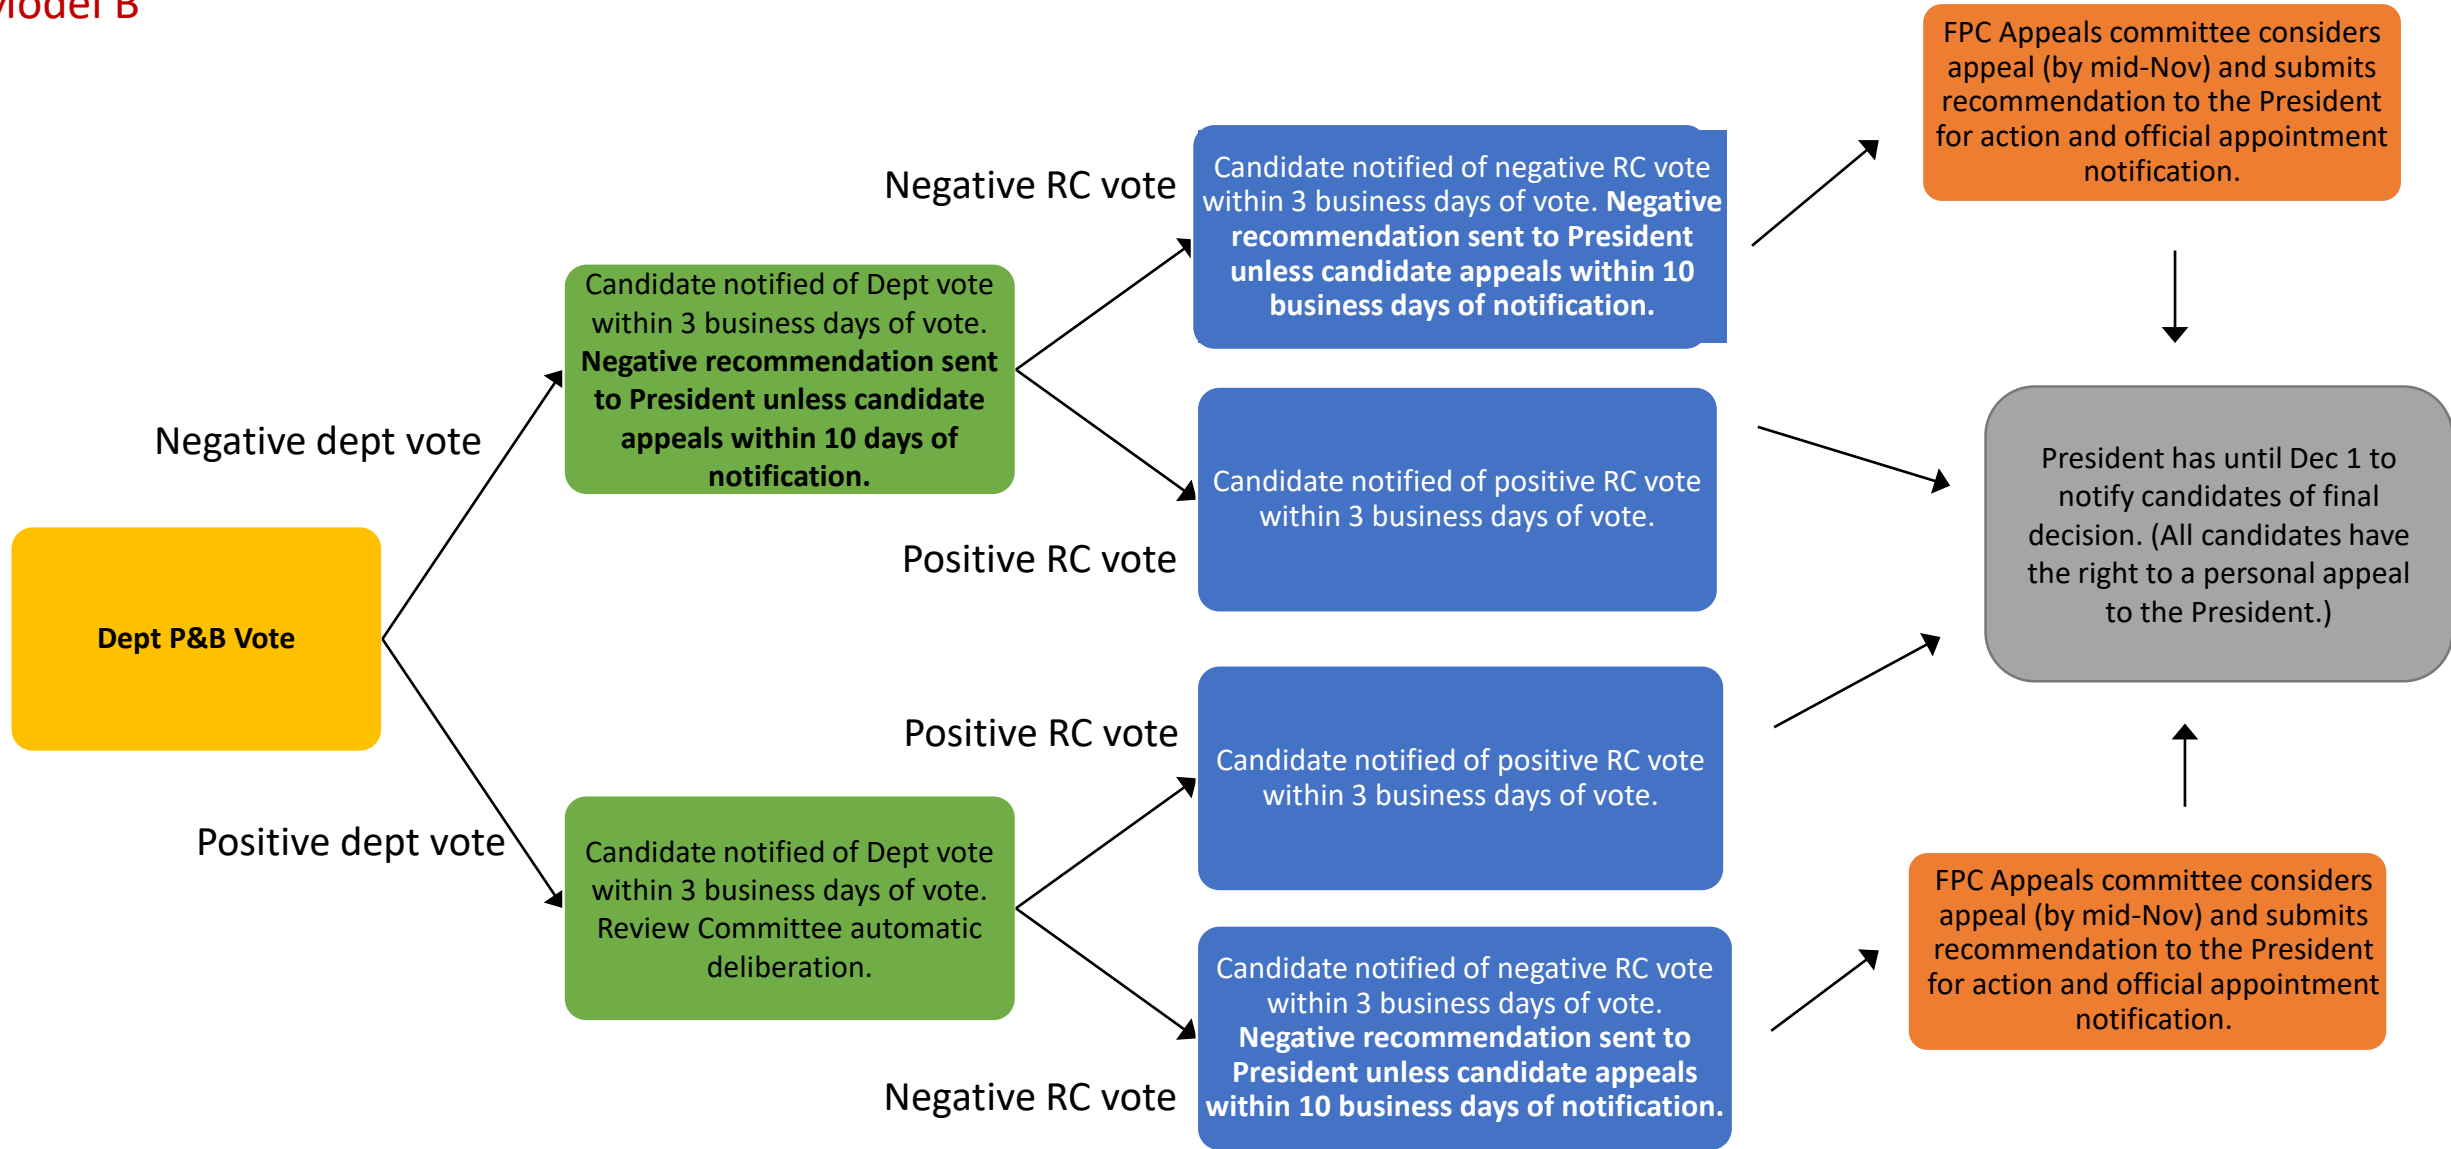 Model B
FPC Appeals committee considers
appeal (by mid-Nov) and submits
recommendation to the President
for action and official appointment
notification.
Negative RC vote
Candidate notified of negative RC vote
within 3 business days of vote. Negative
recommendation sent to President
unless candidate appeals within 10
business days of notification.
Candidate notified of Dept vote
within 3 business days of vote.
Negative recommendation sent
to President unless candidate
appeals within 10 days of
notification.
Negative dept vote
Candidate notified of positive RC vote
within 3 business days of vote.
Positive RC vote
President has until Dec 1 to
notify candidates of final
decision. (All candidates have
the right to a personal appeal
to the President.)
Dept P&B Vote
Positive RC vote
Candidate notified of positive RC vote
within 3 business days of vote.
Positive dept vote
Candidate notified of Dept vote
within 3 business days of vote.
Review Committee automatic
deliberation.
FPC Appeals committee considers
appeal (by mid-Nov) and submits
recommendation to the President
for action and official appointment
notification.
Candidate notified of negative RC vote
within 3 business days of vote.
Negative recommendation sent to
President unless candidate appeals
within 10 business days of notification.
Negative RC vote